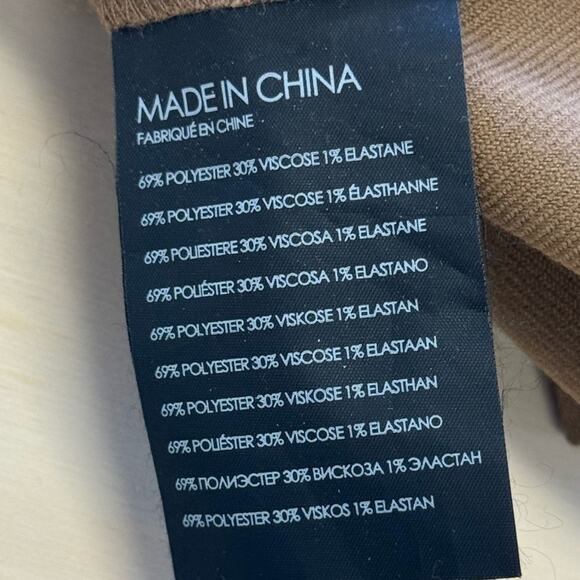 MADE IN CHINA
FABRIQUÉ EN CHINE
69% POLYESTER 30% VISCOSE 1% ELASTANE
69% POLYESTER 30% VISCOSE 1% ÉLASTHANNE
69% POLIESTERE 30% VISCOSA 1% ELASTANE
69% POLIÉSTER 30% VISCOSA 1% ELASTANO
69% POLYESTER 30% VISKOSE 1% ELASTAN
69% POLYESTER 30% VISCOSE 1% ELASTAAN
69% POLYESTER 30% VISKOSE 1% ELASTHAN
69% POLIÉSTER 30% VISCOSE 1% ELASTANO
69% ПОЛИЭСТЕР 30% ВИСКОЗА 1% ЭЛАСТАН
69% POLYESTER 30% VISKOS 1% ELASTAN